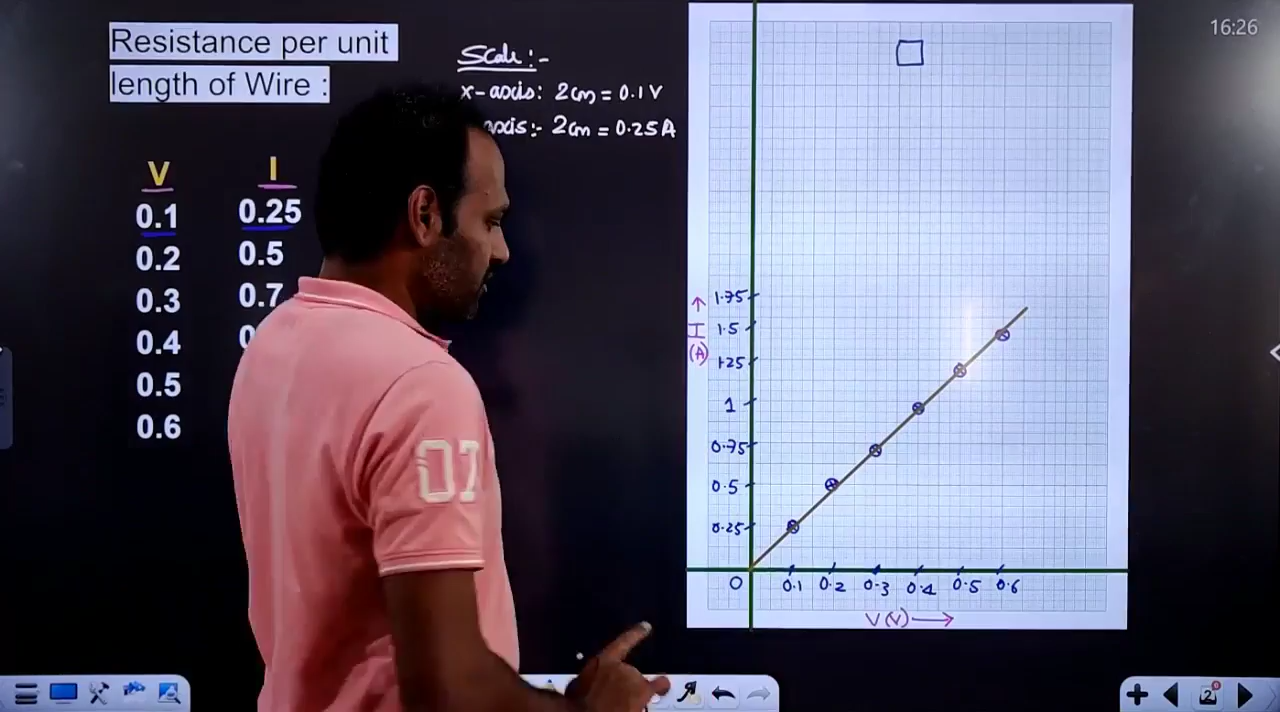 Resistance per unit
length of Wire :
Scale :-
x-axis: 2cm = 0.1 V
axis:- 2cm = 0.25A
V I
0.1 0.25
0.2 0.5
0.3 0.7
0.4 0
0.5
0.6
16:26
1.75
1.5
1.25
1
0.75
0.5
0.25
I
(A)
0 0.1 0.2 0.3 0.4 0.5 0.6
V (V)
07
2